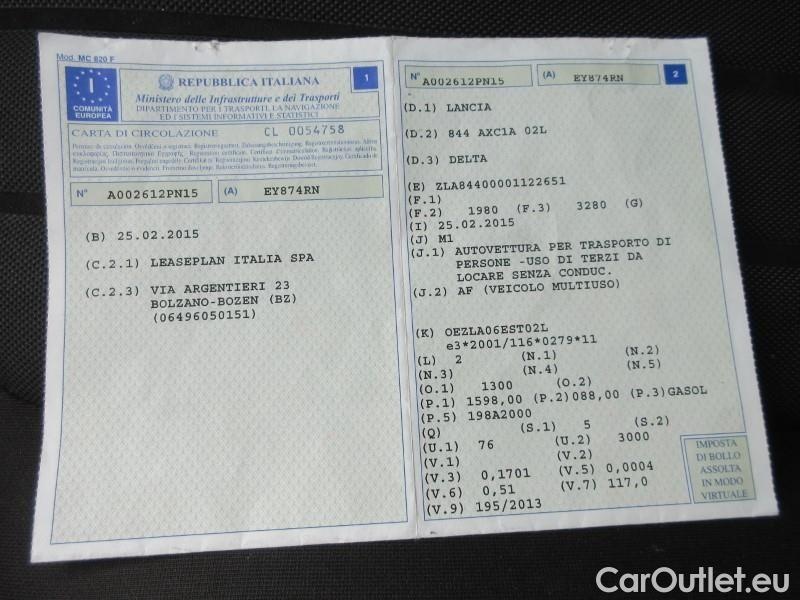 Mod. MC 820 F
I
COMUNITÀ
EUROPEA
REPUBBLICA ITALIANA
1
Ministero delle Infrastrutture e dei Trasporti
DIPARTIMENTO PER I TRASPORTI, LA NAVIGAZIONE
ED I SISTEMI INFORMATIVI E STATISTICI
CARTA DI CIRCOLAZIONE CL 0054758
N° A002612PN15 (A) EY874RN
(B) 25.02.2015
(C.2.1) LEASEPLAN ITALIA SPA
(C.2.3) VIA ARGENTIERI 23
BOLZANO-BOZEN (BZ)
(06496050151)
N° A002612PN15 (A) EY874RN 2
(D.1) LANCIA
(D.2) 844 AXC1A 02L
(D.3) DELTA
(E) ZLA84400001122651
(F.1)
(F.2) 1980 (F.3) 3280 (G)
(I) 25.02.2015
(J) M1
(J.1) AUTOVETTURA PER TRASPORTO DI
PERSONE -USO DI TERZI DA
LOCARE SENZA CONDUC.
(J.2) AF (VEICOLO MULTIUSO)
(K) OEZLA06EST02L
e3*2001/116*0279*11
(L) 2 (N.1) (N.2)
(N.3) (N.4) (N.5)
(O.1) 1300 (O.2)
(P.1) 1598,00 (P.2)088,00 (P.3)GASOL
(P.5) 198A2000
(Q) (S.1) 5 (S.2)
(U.1) 76 (U.2) 3000
(V.1) (V.2)
(V.3) 0,1701 (V.5) 0,0004
(V.6) 0,51 (V.7) 117,0
(V.9) 195/2013
IMPOSTA
DI BOLLO
ASSOLTA
IN MODO
VIRTUALE
CarOutlet.eu